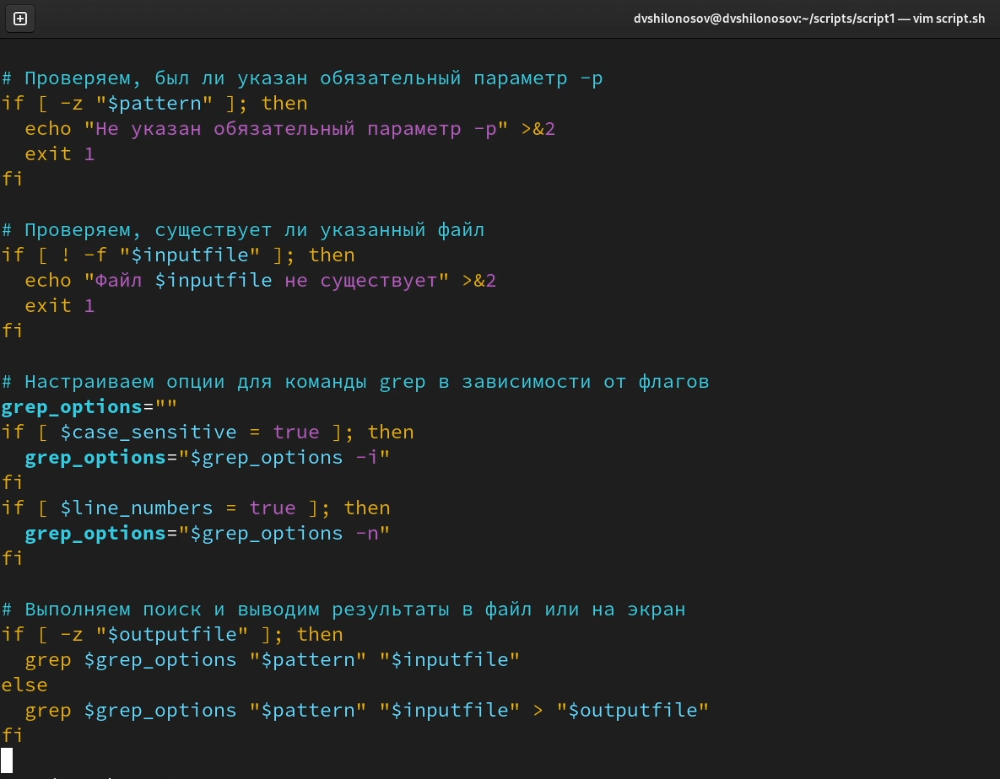 dvshilonosov@dvshilonosov:~/scripts/script1 — vim script.sh
# Проверяем, был ли указан обязательный параметр -p
if [ -z "$pattern" ]; then
  echo "Не указан обязательный параметр -p" >&2
  exit 1
fi
# Проверяем, существует ли указанный файл
if [ ! -f "$inputfile" ]; then
  echo "Файл $inputfile не существует" >&2
  exit 1
fi
# Настраиваем опции для команды grep в зависимости от флагов
grep_options=""
if [ $case_sensitive = true ]; then
  grep_options="$grep_options -i"
fi
if [ $line_numbers = true ]; then
  grep_options="$grep_options -n"
fi
# Выполняем поиск и выводим результаты в файл или на экран
if [ -z "$outputfile" ]; then
  grep $grep_options "$pattern" "$inputfile"
else
  grep $grep_options "$pattern" "$inputfile" > "$outputfile"
fi